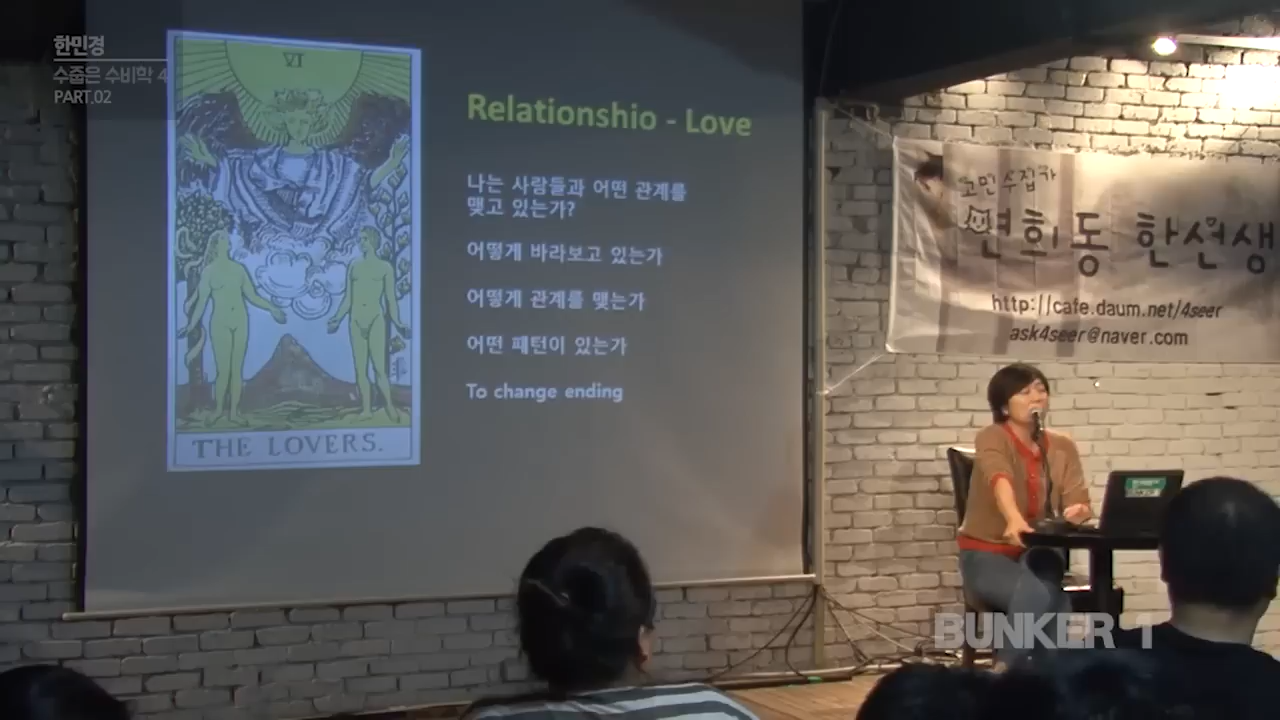 한민경
수줍은 수비학 4
PART.02
VI
THE LOVERS.
Relationshio - Love
나는 사람들과 어떤 관계를
맺고 있는가?
어떻게 바라보고 있는가
어떻게 관계를 맺는가
어떤 패턴이 있는가
To change ending
고민수집가
연희동 한선생
http://cafe.daum.net/4seer
ask4seer@naver.com
BUNKER 1